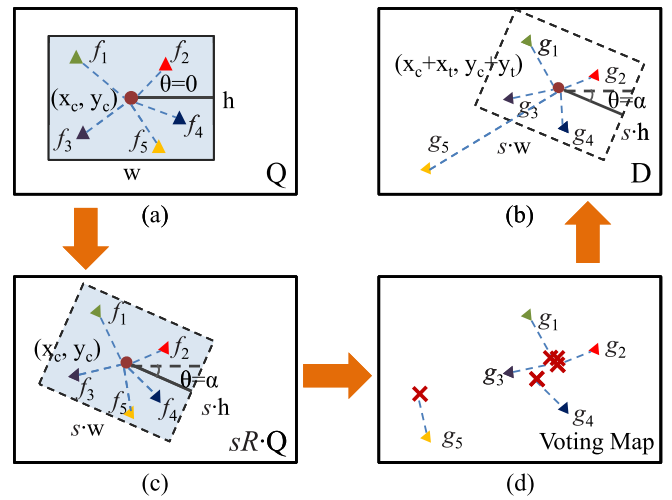 f1
f2
θ=0
(xc, yc)
h
f3
f4
f5
w
Q
(a)
g1
(xc+xt, yc+yt)
g2
θ=α
g3
g4
s·h
g5
s·w
D
(b)
f1
(xc, yc)
f2
θ=α
f3
f5
f4
s·h
s·w
sR·Q
(c)
g1
g2
g3
g4
g5
Voting Map
(d)